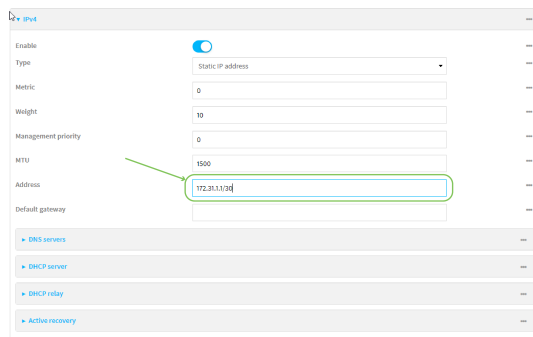 IPv4
Enable
Type
Static IP address
Metric
0
Weight
10
Management priority
0
MTU
1500
Address
172.31.1.1/30
Default gateway
DNS servers
DHCP server
DHCP relay
Active recovery